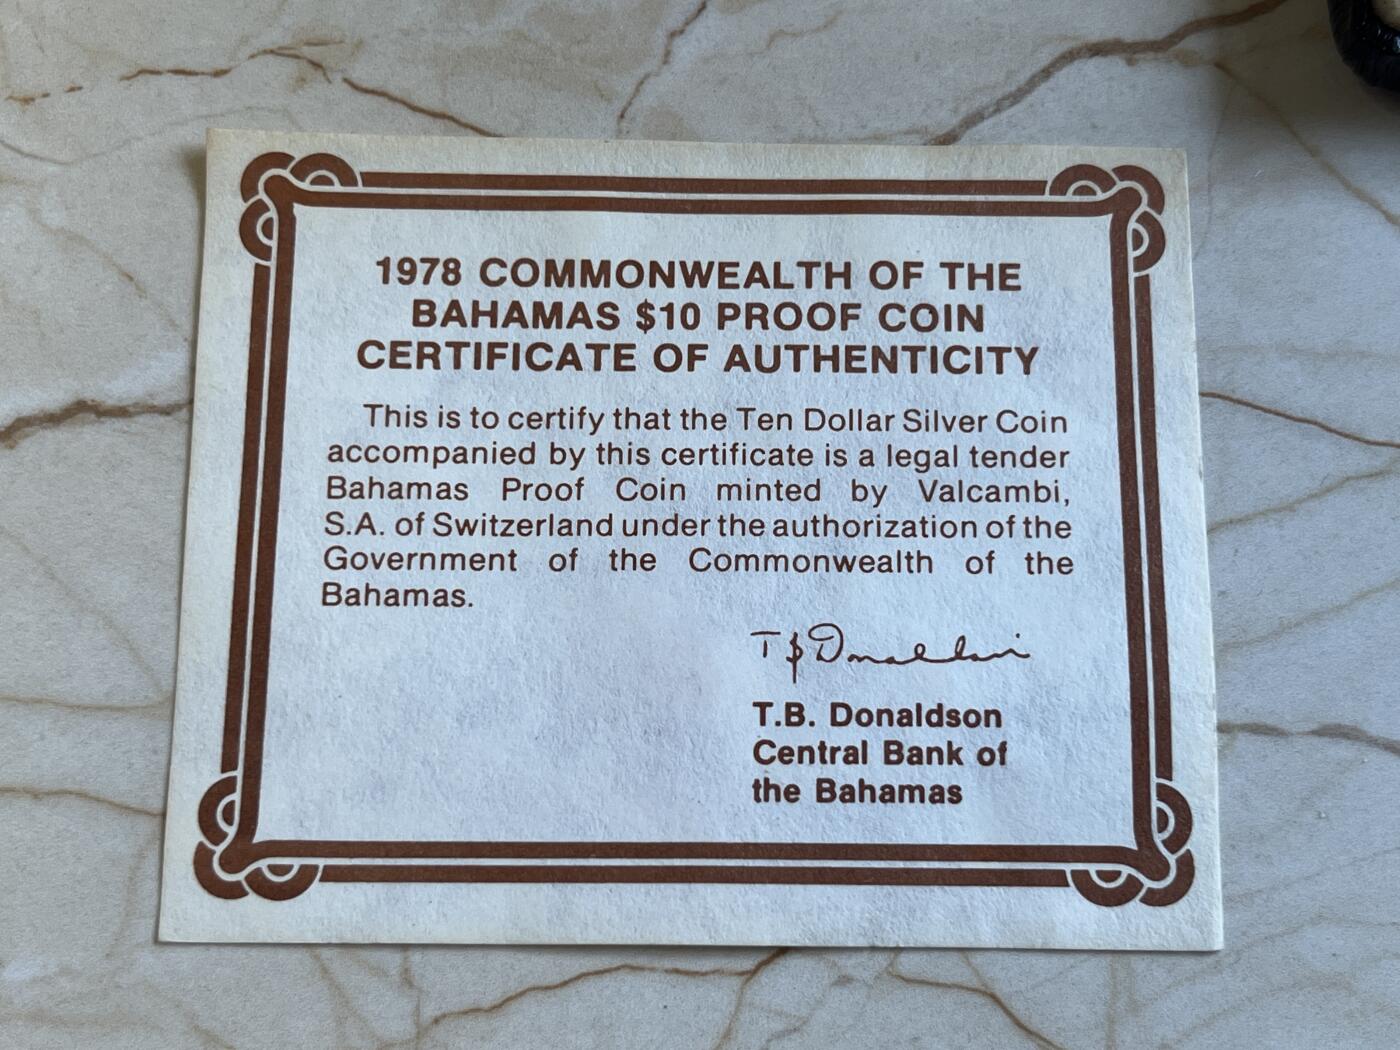 1978 COMMONWEALTH OF THE
BAHAMAS $10 PROOF COIN
CERTIFICATE OF AUTHENTICITY
This is to certify that the Ten Dollar Silver Coin
accompanied by this certificate is a legal tender
Bahamas Proof Coin minted by Valcambi,
S.A. of Switzerland under the authorization of the
Government of the Commonwealth of the
Bahamas.
T B Donaldson
T.B. Donaldson
Central Bank of
the Bahamas